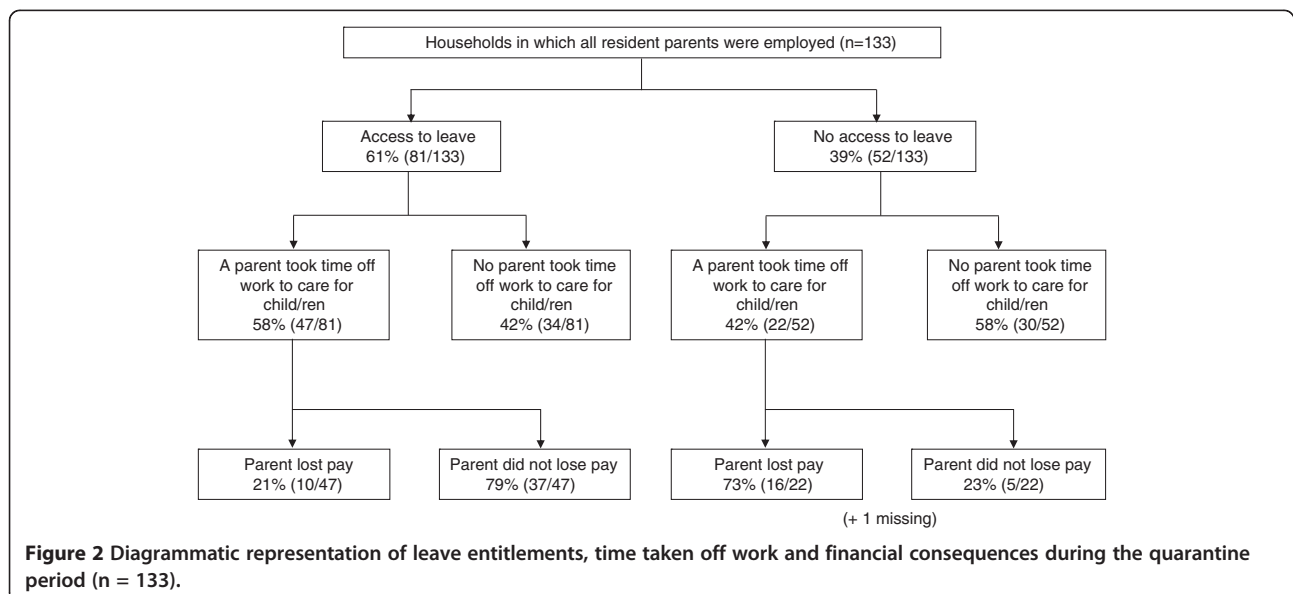 Households in which all resident parents were employed (n=133)
Access to leave
61% (81/133)
No access to leave
39% (52/133)
A parent took time off
work to care for
child/ren
58% (47/81)
No parent took time
off work to care for
child/ren
42% (34/81)
A parent took time off
work to care for
child/ren
42% (22/52)
No parent took time
off work to care for
child/ren
58% (30/52)
Parent lost pay
21% (10/47)
Parent did not lose pay
79% (37/47)
Parent lost pay
73% (16/22)
Parent did not lose pay
23% (5/22)
(+ 1 missing)
Figure 2 Diagrammatic representation of leave entitlements, time taken off work and financial consequences during the quarantine
period (n = 133).